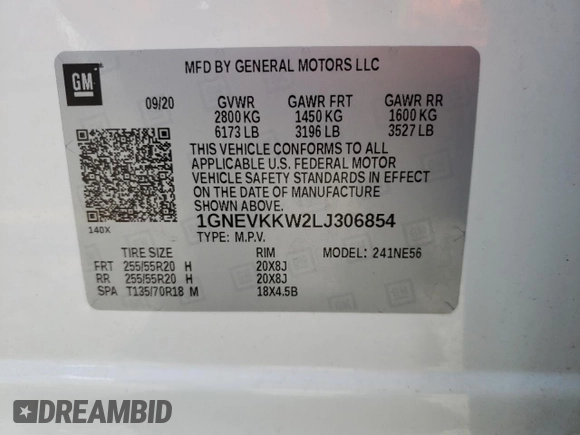 GM
MFD BY GENERAL MOTORS LLC
09/20 GVWR GAWR FRT GAWR RR
2800 KG 1450 KG 1600 KG
6173 LB 3196 LB 3527 LB
THIS VEHICLE CONFORMS TO ALL
APPLICABLE U.S. FEDERAL MOTOR
VEHICLE SAFETY STANDARDS IN EFFECT
ON THE DATE OF MANUFACTURE
SHOWN ABOVE.
140X
1GNEVKKW2LJ306854
TYPE: M.P.V.
TIRE SIZE RIM MODEL: 241NE56
FRT 255/55R20 H 20X8J
RR 255/55R20 H 20X8J
SPA T135/70R18 M 18X4.5B
DREAMBID